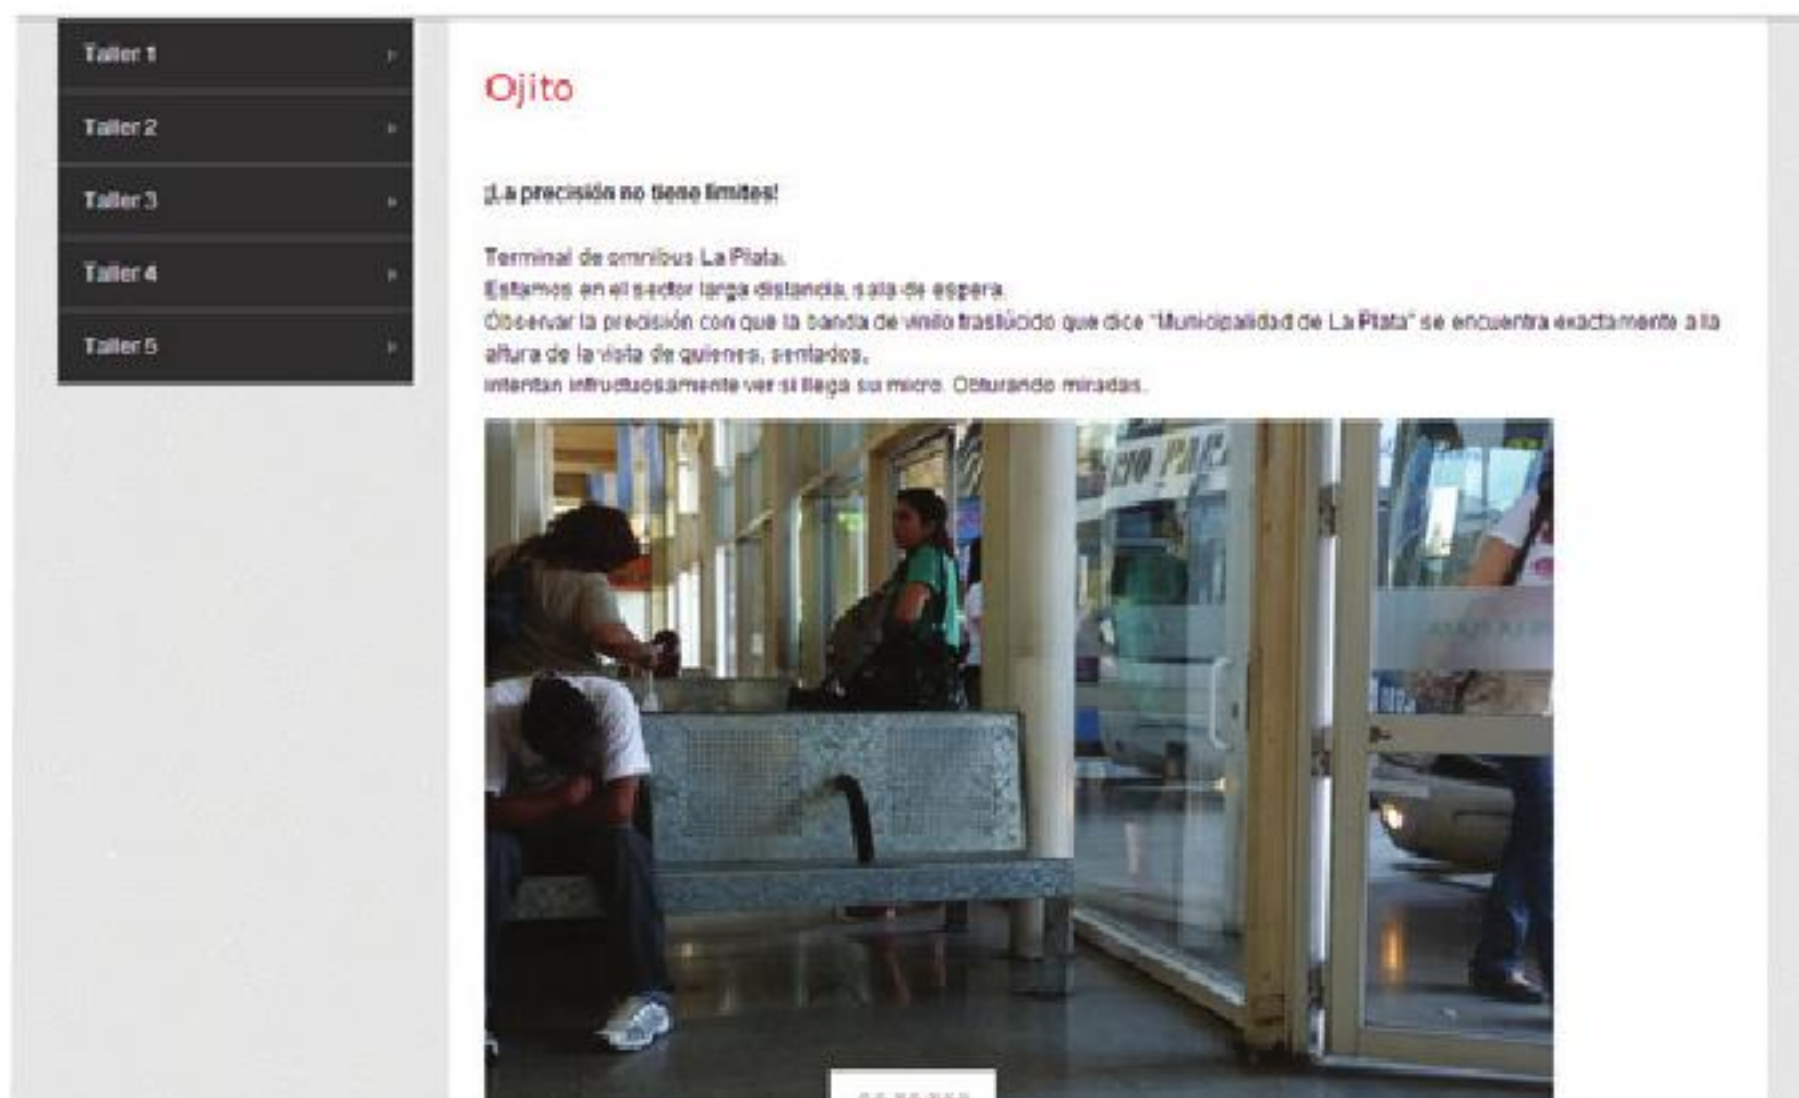 Taller 1
Taller 2
Taller 3
Taller 4
Taller 5
Ojito
¡La precisión no tiene limites!
Terminal de omnibus La Plata.
Estamos en el sector larga distancia, sala de espera.
Observar la precisión con que la banda de vinilo traslúcido que dice "Municipalidad de La Plata" se encuentra exactamente a la
altura de la vista de quienes, sentados,
intentan infructuosamente ver si llega su micro. Obturando miradas.
LA PLATA